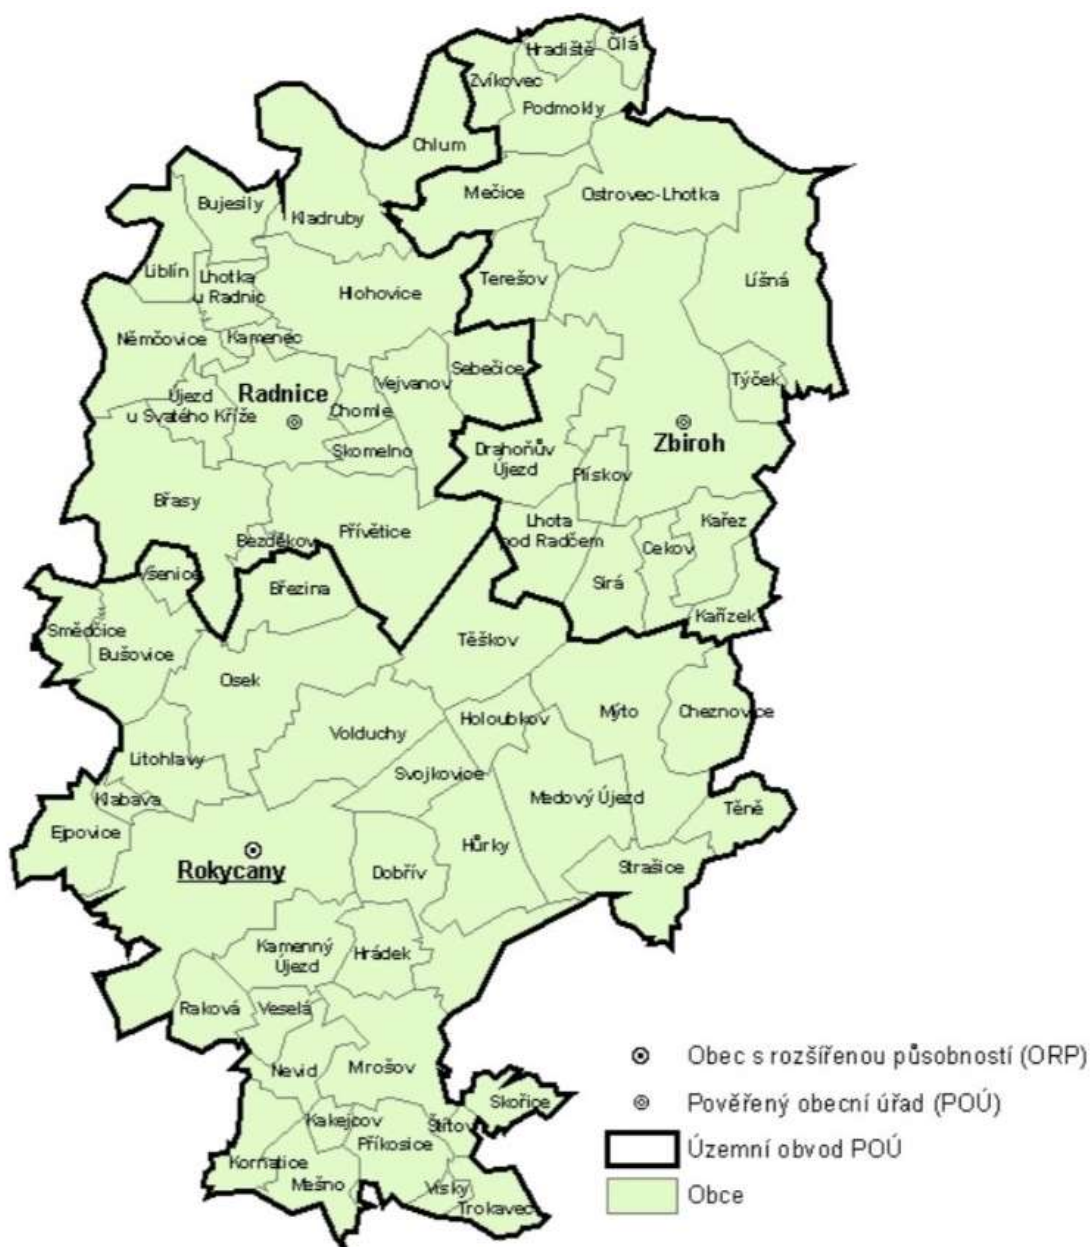 Hradiště
Čilá
Zvíkovec
Podmokly
Chlum
Mečice
Ostrovec-Lhotka
Bujesily
Kladruby
Liblín
Lhotka
u Radnic
Hlohovice
Terešov
Líšná
Němčovice
Kamenec
Sebečice
Týček
Újezd
u Svatého Kříže
Radnice
Chomle
Vejvanov
Skomelno
Zbiroh
Drahoňův
Újezd
Plískov
Břasy
Bezděkov
Přívětice
Lhota
pod Radčem
Kařez
Cekov
Sirá
Kařízek
Všenice
Březina
Smědčice
Bušovice
Těškov
Osek
Volduchy
Holoubkov
Mýto
Cheznovice
Litohlavy
Svojkovice
Klabava
Medový Újezd
Těně
Ejpovice
Rokycany
Dobřív
Hůrky
Strašice
Kamenný
Újezd
Hrádek
Raková
Veselá
Nevid
Mrošov
Skořice
Kakejcov
Štítov
Příkosice
Kornatice
Mešno
Vísky
Trokavec
Obec s rozšířenou působností (ORP)
Pověřený obecní úřad (POÚ)
Územní obvod POÚ
Obce